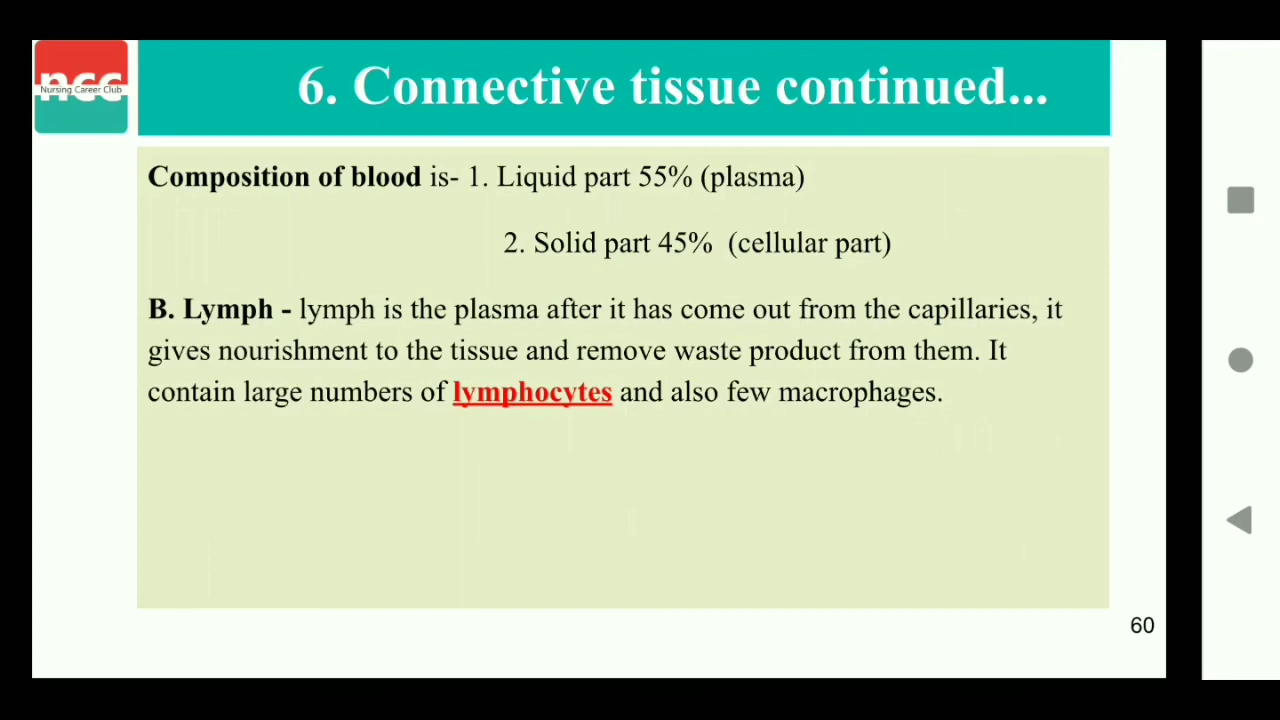 ncc
Nursing Career Club
6. Connective tissue continued...
Composition of blood is- 1. Liquid part 55% (plasma)
2. Solid part 45% (cellular part)
B. Lymph - lymph is the plasma after it has come out from the capillaries, it
gives nourishment to the tissue and remove waste product from them. It
contain large numbers of lymphocytes and also few macrophages.
60